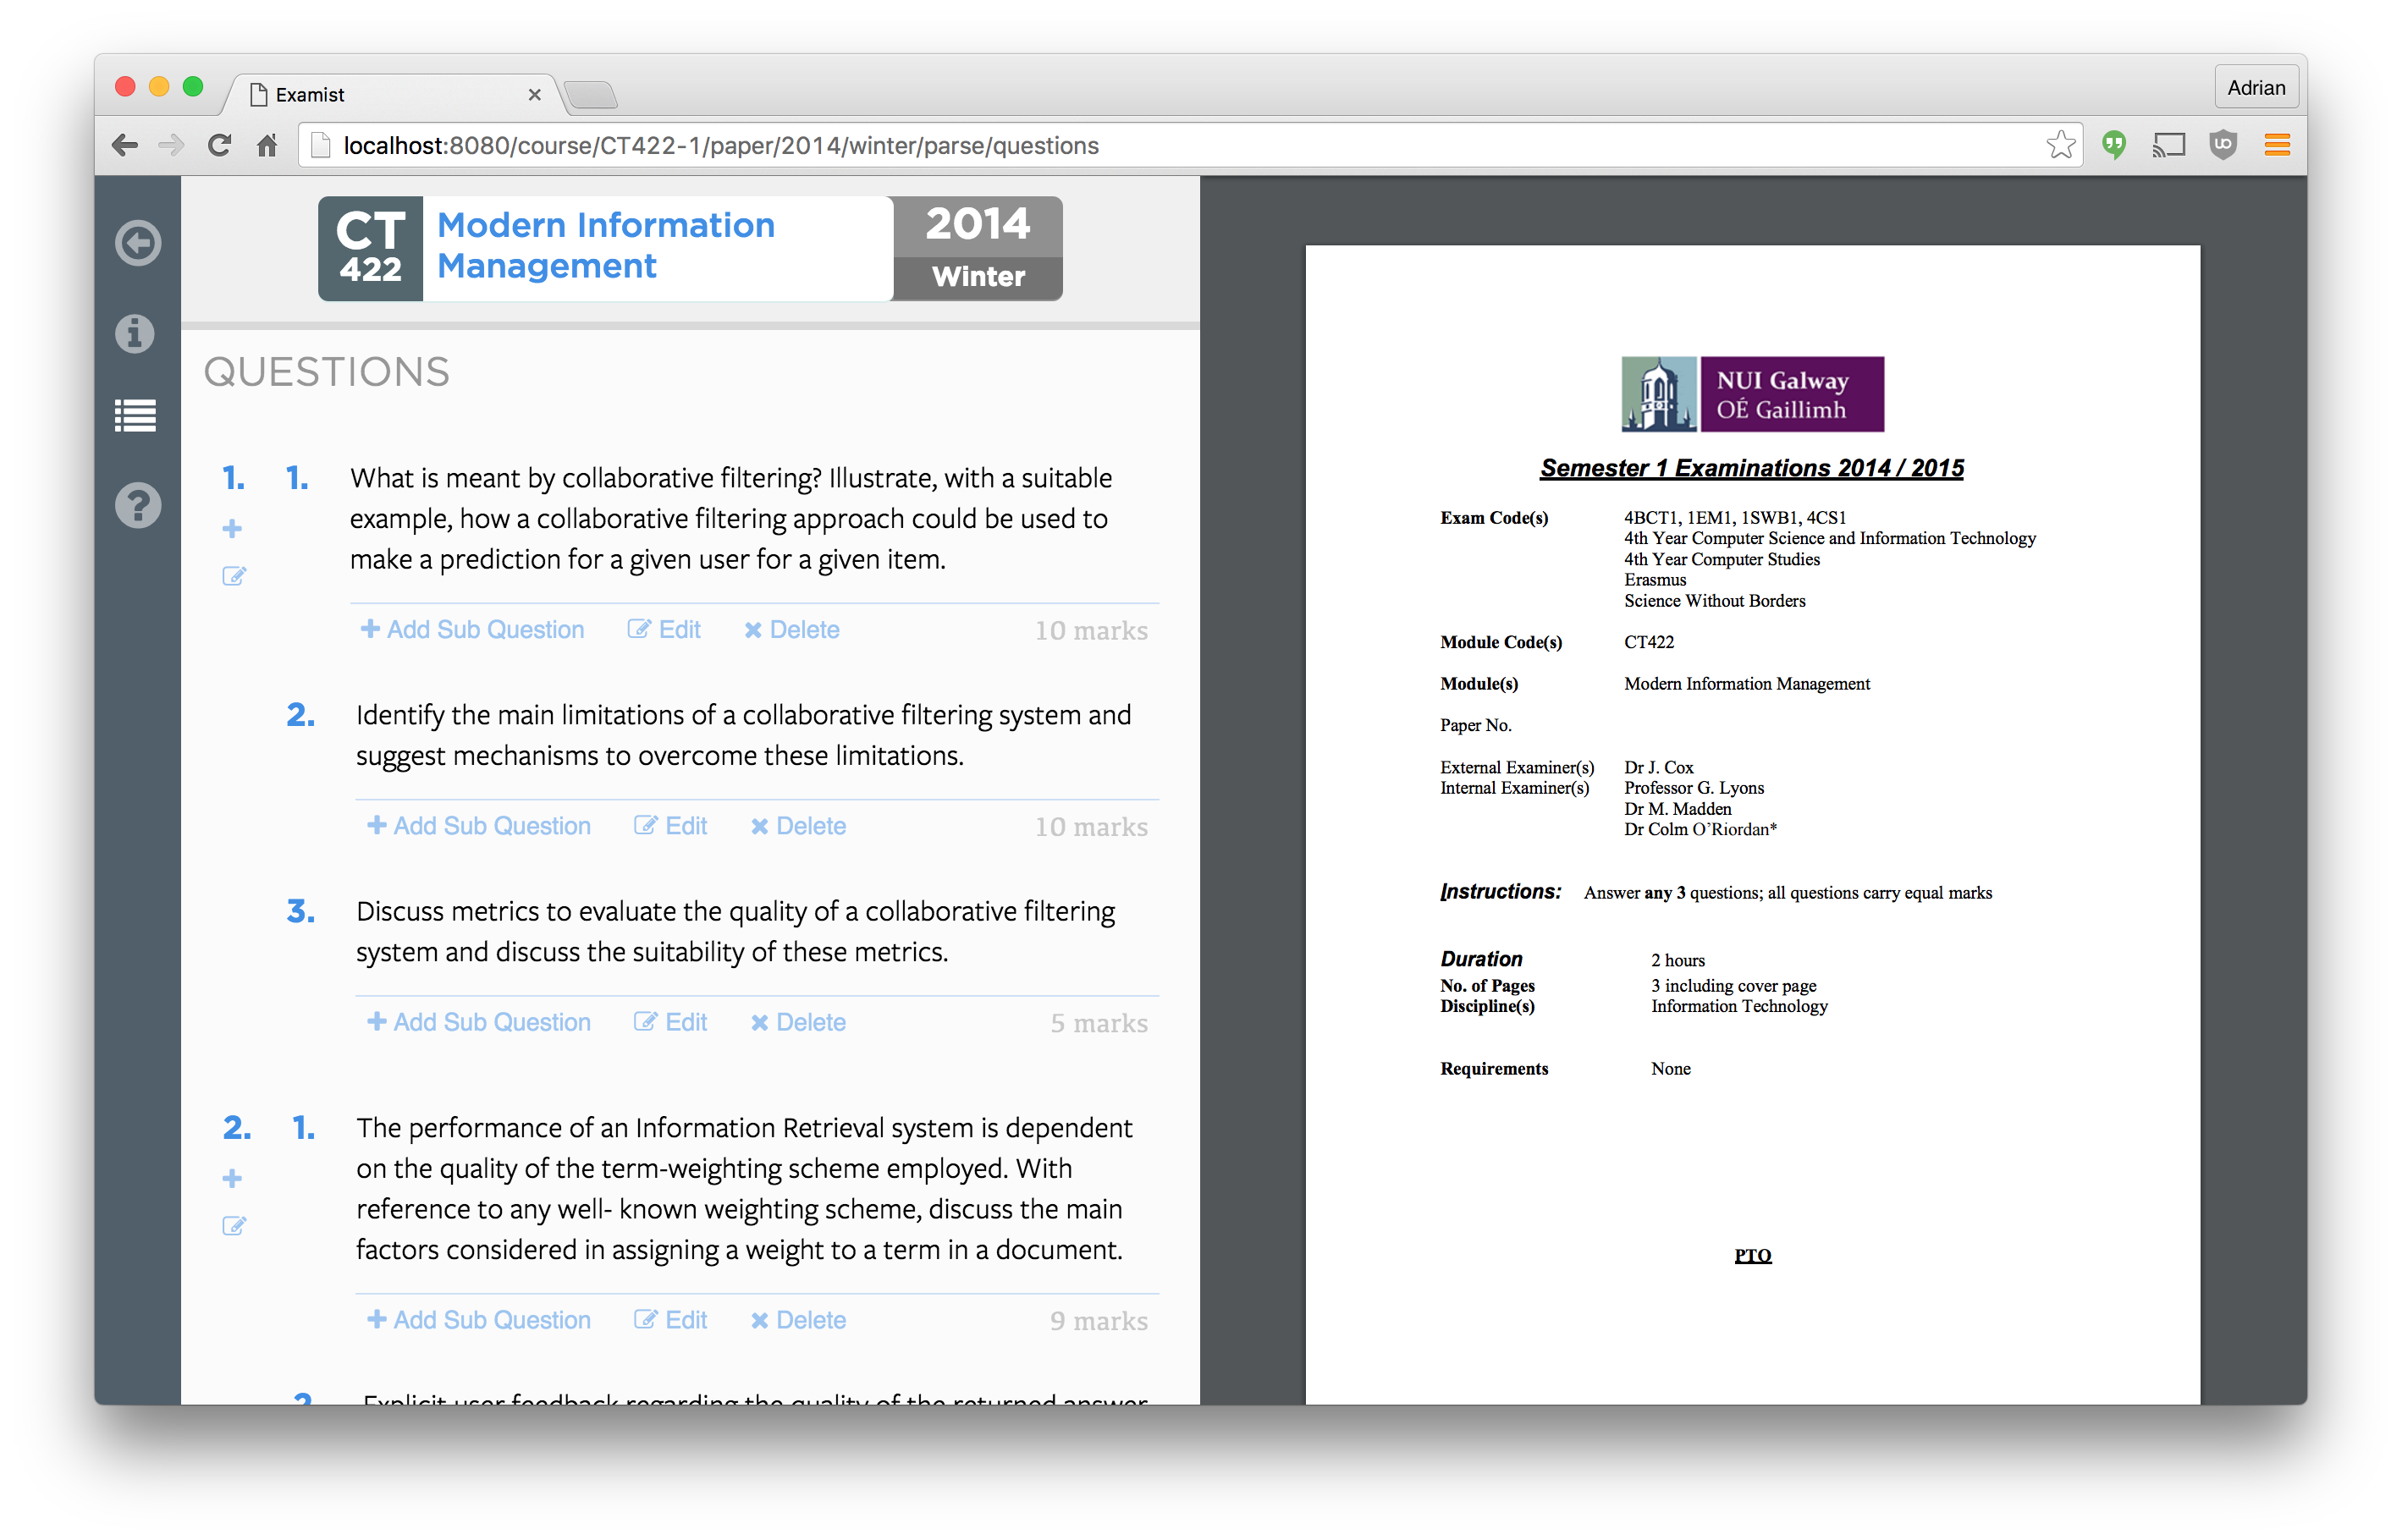 Examist
Adrian
localhost:8080/course/CT422-1/paper/2014/winter/parse/questions
CT
422
Modern Information
Management
2014
Winter
QUESTIONS
1. 1. What is meant by collaborative filtering? Illustrate, with a suitable
example, how a collaborative filtering approach could be used to
make a prediction for a given user for a given item.
Add Sub Question Edit Delete 10 marks
2. Identify the main limitations of a collaborative filtering system and
suggest mechanisms to overcome these limitations.
Add Sub Question Edit Delete 10 marks
3. Discuss metrics to evaluate the quality of a collaborative filtering
system and discuss the suitability of these metrics.
Add Sub Question Edit Delete 5 marks
2. 1. The performance of an Information Retrieval system is dependent
on the quality of the term-weighting scheme employed. With
reference to any well- known weighting scheme, discuss the main
factors considered in assigning a weight to a term in a document.
Add Sub Question Edit Delete 9 marks
2. Explicit user feedback regarding the quality of the returned answer
NUI Galway
OÉ Gaillimh
Semester 1 Examinations 2014 / 2015
Exam Code(s) 4BCT1, 1EM1, 1SWB1, 4CS1
4th Year Computer Science and Information Technology
4th Year Computer Studies
Erasmus
Science Without Borders
Module Code(s) CT422
Module(s) Modern Information Management
Paper No.
External Examiner(s) Dr J. Cox
Internal Examiner(s) Professor G. Lyons
Dr M. Madden
Dr Colm O'Riordan*
Instructions: Answer any 3 questions; all questions carry equal marks
Duration 2 hours
No. of Pages 3 including cover page
Discipline(s) Information Technology
Requirements None
PTO